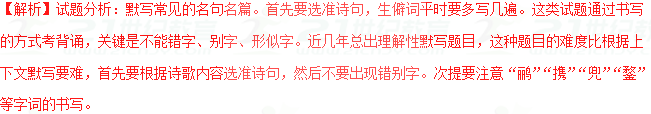 【解析】试题分析：默写常见的名句名篇。首先要选准诗句，生僻词平时要多写几遍。这类试题通过书写
的方式考背诵，关键是不能错字、别字、形似字。近几年总出理解性默写题目，这种题目的难度比根据上
下文默写要难，首先要根据诗歌内容选准诗句，然后不要出现错别字。次提要注意“鹂”“携”“兜”“鍪”
等字词的书写。